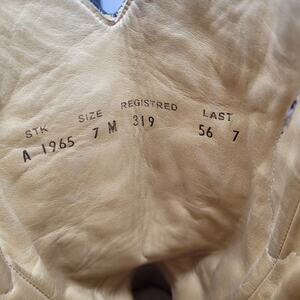 STK SIZE REGISTRED LAST
A 1965 7 M 319 56 7